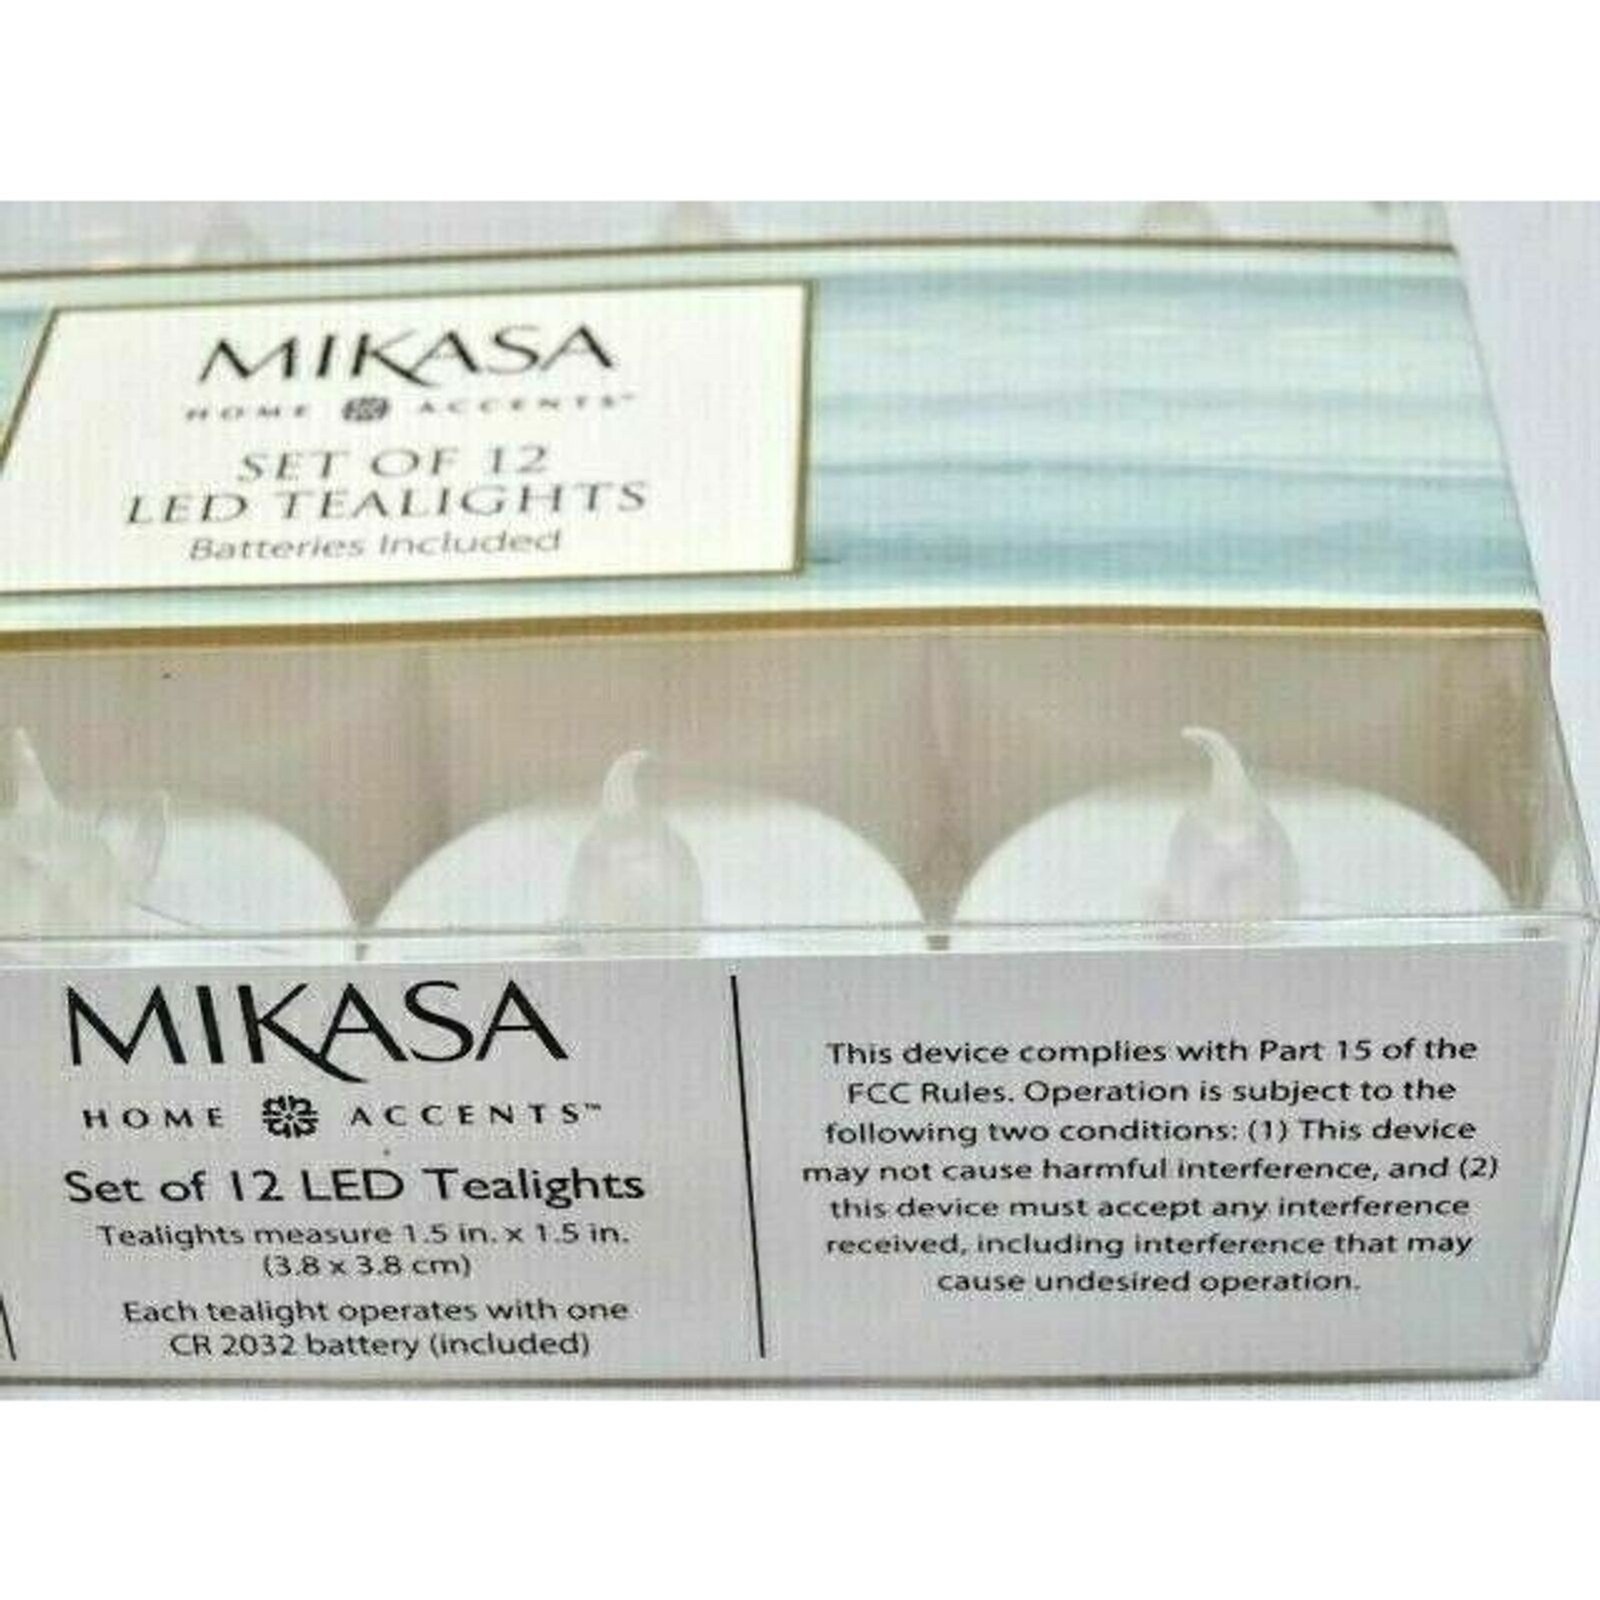 MIKASA
HOME ACCENTS™
SET OF 12
LED TEALIGHTS
Batteries Included
MIKASA
HOME ACCENTS™
Set of 12 LED Tealights
Tealights measure 1.5 in. x 1.5 in.
(3.8 x 3.8 cm)
Each tealight operates with one
CR 2032 battery (included)
This device complies with Part 15 of the
FCC Rules. Operation is subject to the
following two conditions: (1) This device
may not cause harmful interference, and (2)
this device must accept any interference
received, including interference that may
cause undesired operation.